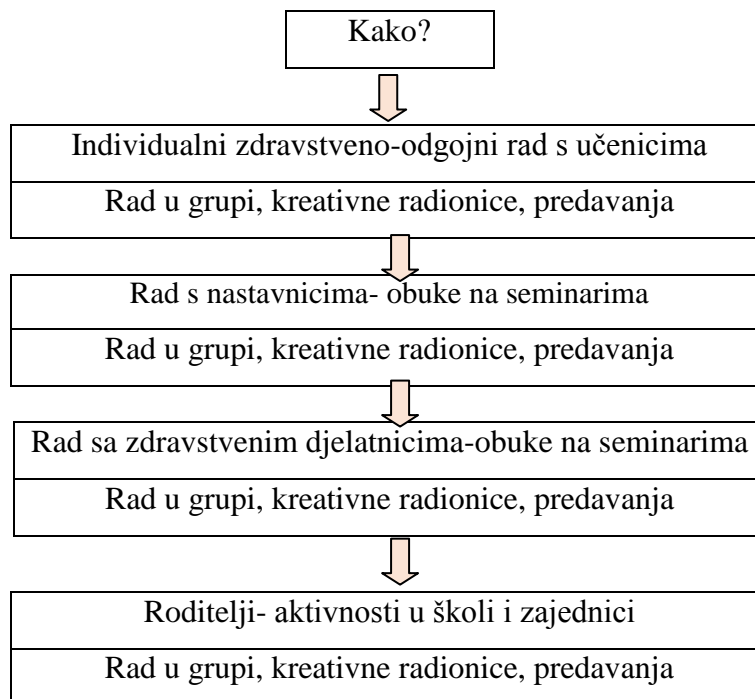 Kako?
Individualni zdravstveno-odgojni rad s učenicima
Rad u grupi, kreativne radionice, predavanja
Rad s nastavnicima- obuke na seminarima
Rad u grupi, kreativne radionice, predavanja
Rad sa zdravstvenim djelatnicima-obuke na seminarima
Rad u grupi, kreativne radionice, predavanja
Roditelji- aktivnosti u školi i zajednici
Rad u grupi, kreativne radionice, predavanja